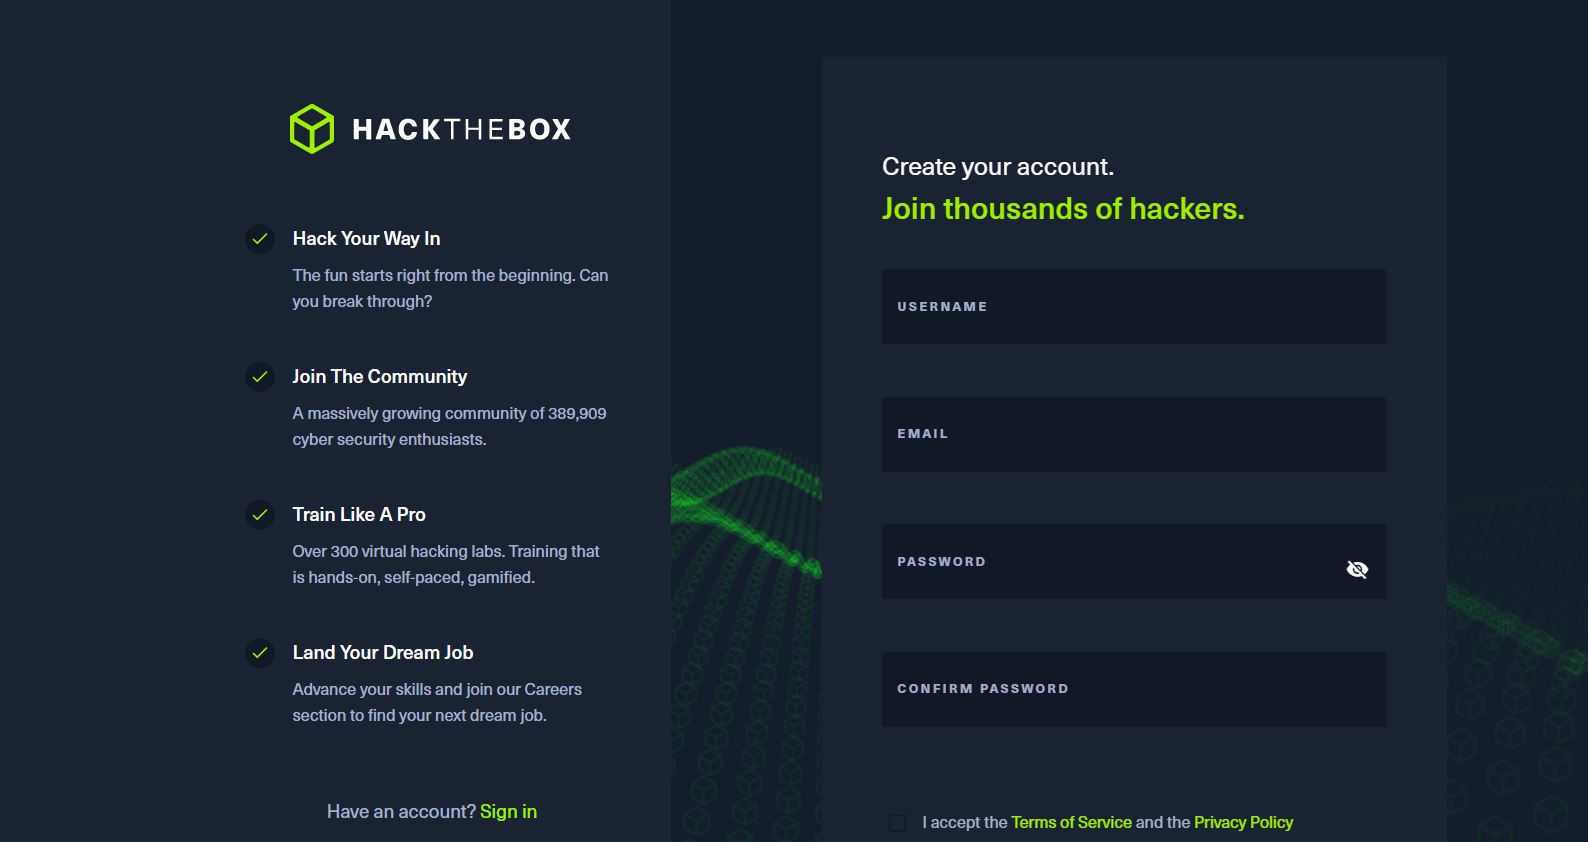 HACKTHEBOX
Hack Your Way In
The fun starts right from the beginning. Can
you break through?
Join The Community
A massively growing community of 389,909
cyber security enthusiasts.
Train Like A Pro
Over 300 virtual hacking labs. Training that
is hands-on, self-paced, gamified.
Land Your Dream Job
Advance your skills and join our Careers
section to find your next dream job.
Have an account? Sign in
Create your account.
Join thousands of hackers.
USERNAME
EMAIL
PASSWORD
CONFIRM PASSWORD
I accept the Terms of Service and the Privacy Policy